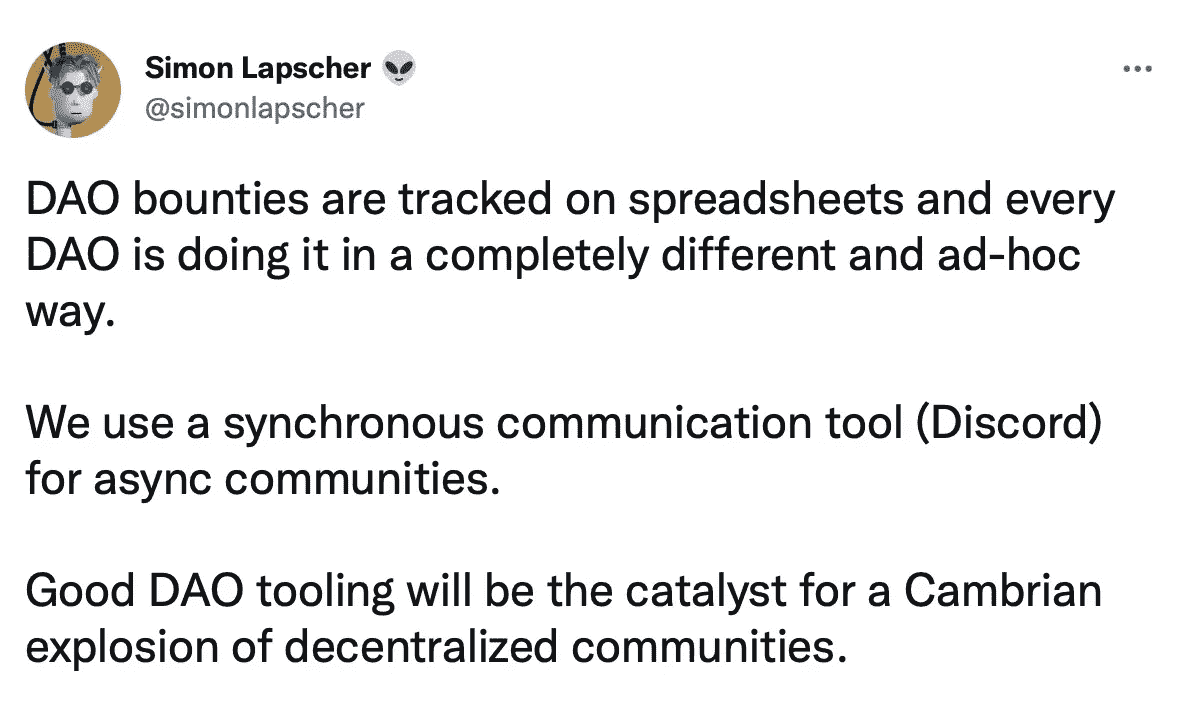 Simon Lapscher 👽
@simonlapscher
DAO bounties are tracked on spreadsheets and every
DAO is doing it in a completely different and ad-hoc
way.
We use a synchronous communication tool (Discord)
for async communities.
Good DAO tooling will be the catalyst for a Cambrian
explosion of decentralized communities.